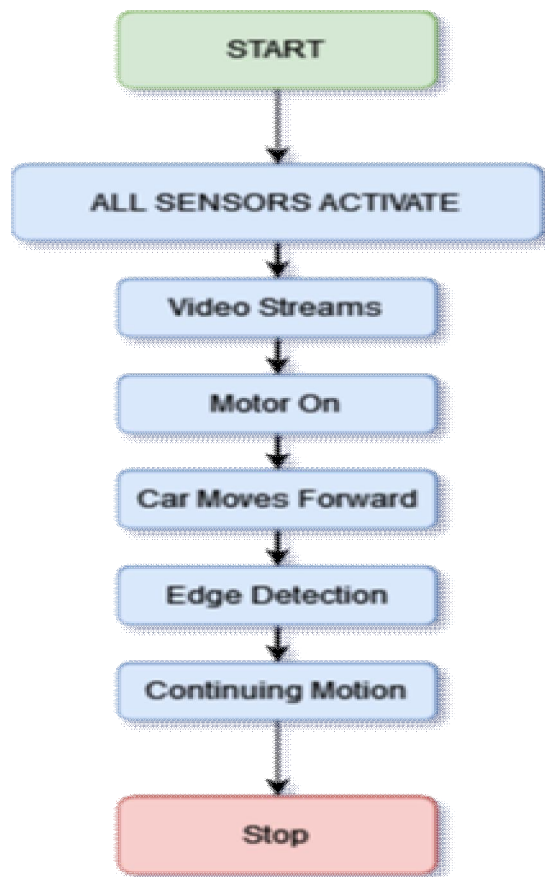 START
ALL SENSORS ACTIVATE
Video Streams
Motor On
Car Moves Forward
Edge Detection
Continuing Motion
Stop